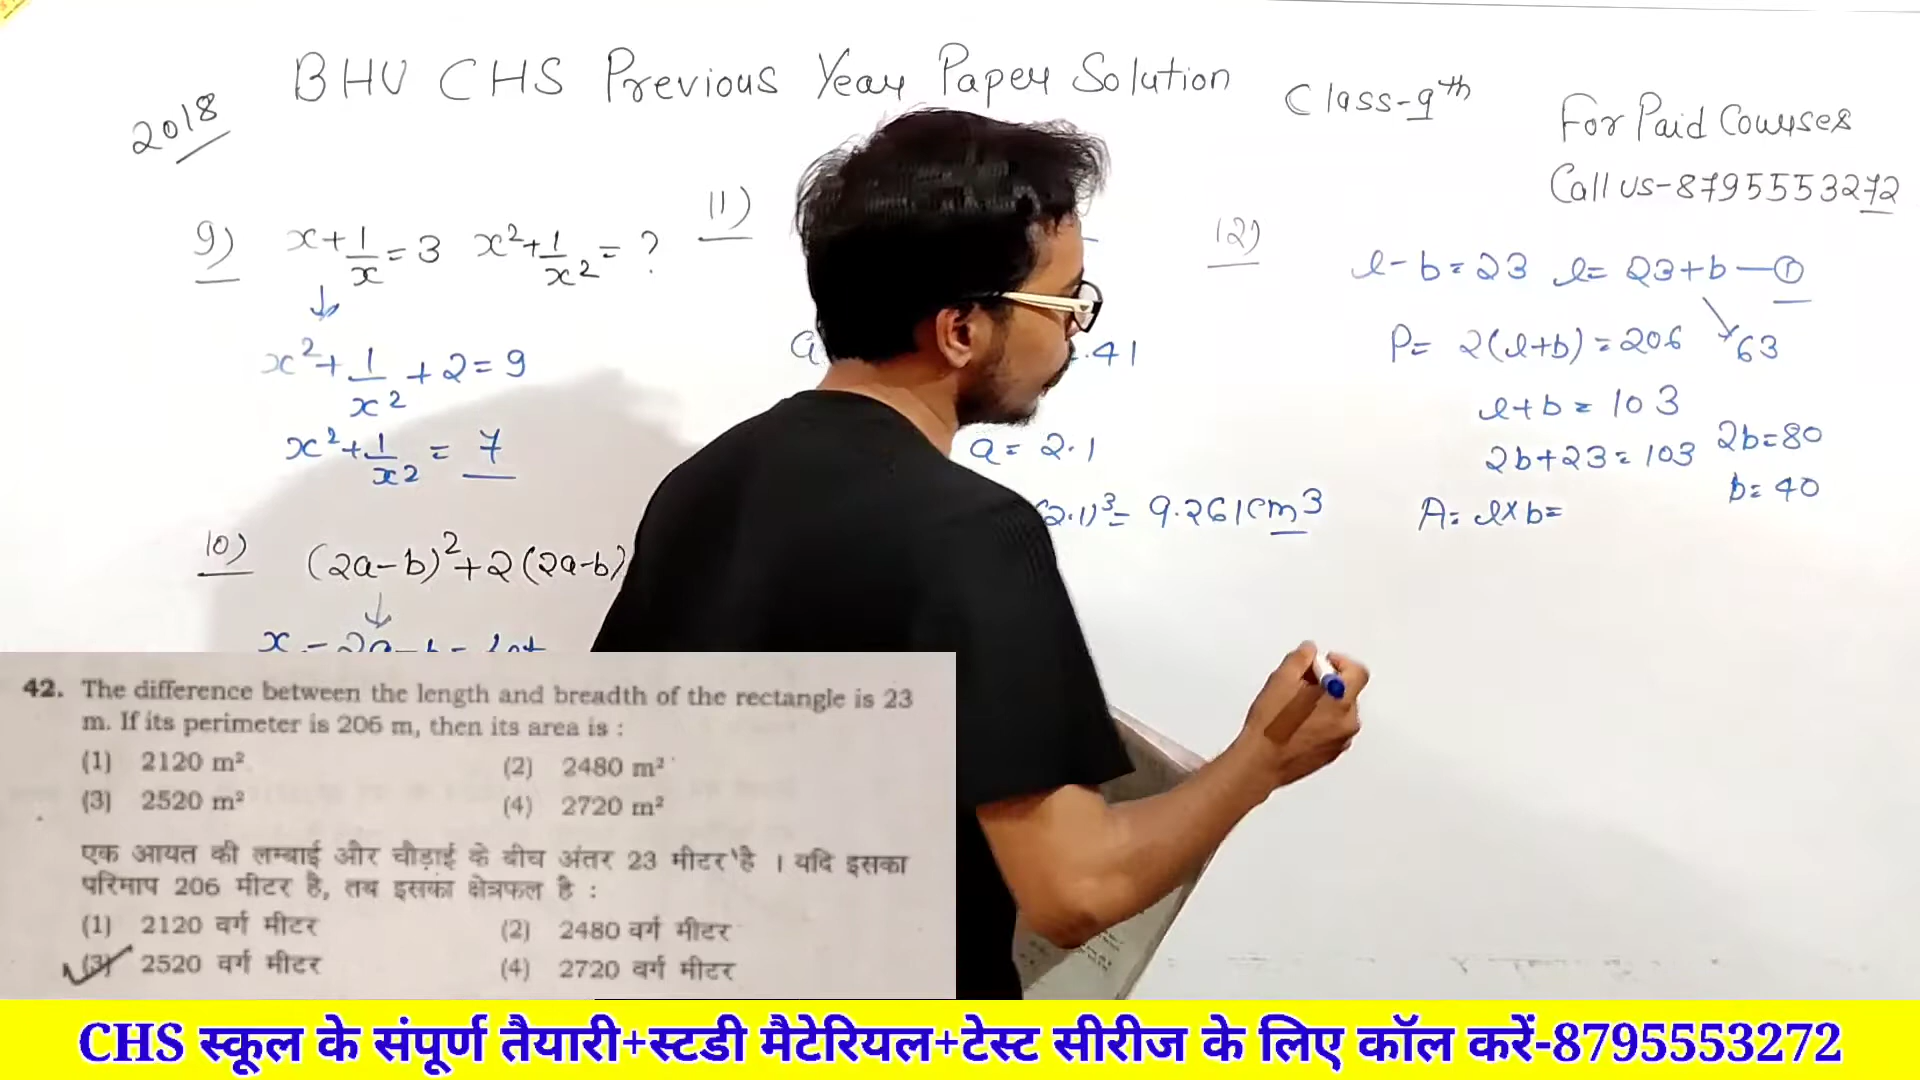 BHU CHS Previous Year Paper Solution
Class-9th
2018
For Paid Courses
Call us-8795553272
9) x+1/x=3 x²+1/x²=?
x²+1/x²+2=9
x²+1/x² = 7
10) (2a-b)²+2(2a-b)
x = 2a-b = let
11)
.41
a= 2.1
(2.1)³= 9.261cm³
12)
l-b=23 l= 23+b—①
P= 2(l+b)=206 63
l+b= 103
2b+23=103 2b=80
b=40
A= l×b=
42. The difference between the length and breadth of the rectangle is 23
m. If its perimeter is 206 m, then its area is :
(1) 2120 m² (2) 2480 m²
(3) 2520 m² (4) 2720 m²
एक आयत की लम्बाई और चौड़ाई के बीच अंतर 23 मीटर है । यदि इसका
परिमाप 206 मीटर है, तब इसका क्षेत्रफल है :
(1) 2120 वर्ग मीटर (2) 2480 वर्ग मीटर
(3) 2520 वर्ग मीटर (4) 2720 वर्ग मीटर
CHS स्कूल के संपूर्ण तैयारी+स्टडी मैटेरियल+टेस्ट सीरीज के लिए कॉल करें-8795553272